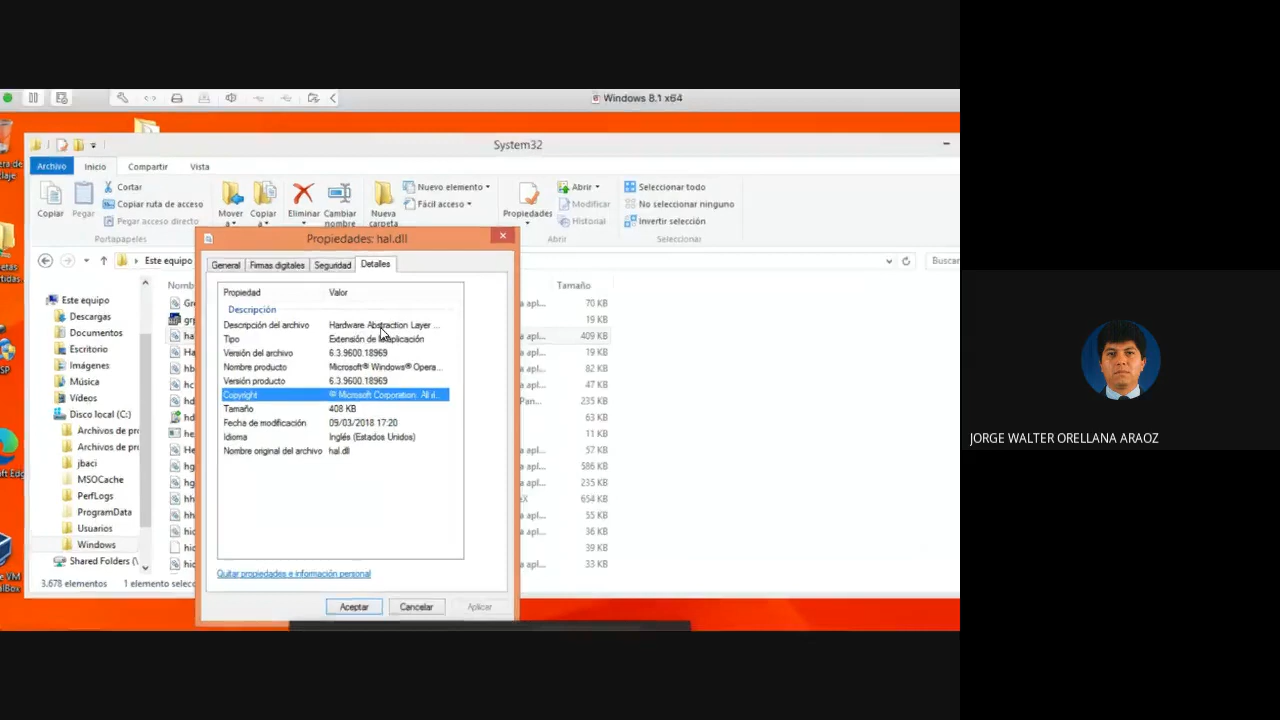 Windows 8.1 x64
System32
Archivo Inicio Compartir Vista
Copiar
Pegar
Cortar
Copiar ruta de acceso
Pegar acceso directo
Portapapeles
Mover a
Copiar a
Eliminar
Cambiar nombre
Nueva carpeta
Nuevo elemento
Fácil acceso
Propiedades
Abrir
Modificar
Historial
Abrir
Seleccionar todo
No seleccionar ninguno
Invertir selección
Seleccionar
Este equipo
Buscar
Este equipo
Descargas
Documentos
Escritorio
Imágenes
Música
Vídeos
Disco local (C:)
Archivos de pr
Archivos de pr
jbaci
MSOCache
PerfLogs
ProgramData
Usuarios
Windows
Shared Folders (\
3.678 elementos 1 elemento selecc
Propiedades: hal.dll
General Firmas digitales Seguridad Detalles
Propiedad Valor
Descripción
Descripción del archivo Hardware Abstraction Layer ...
Tipo Extensión de la aplicación
Versión del archivo 6.3.9600.18969
Nombre producto Microsoft® Windows® Opera...
Versión producto 6.3.9600.18969
Copyright © Microsoft Corporation. All ri...
Tamaño 408 KB
Fecha de modificación 09/03/2018 17:20
Idioma Inglés (Estados Unidos)
Nombre original del archivo hal.dll
Quitar propiedades e información personal
Aceptar Cancelar Aplicar
Tamaño
70 KB
19 KB
409 KB
19 KB
82 KB
47 KB
235 KB
63 KB
11 KB
57 KB
586 KB
235 KB
654 KB
55 KB
36 KB
39 KB
33 KB
JORGE WALTER ORELLANA ARAOZ